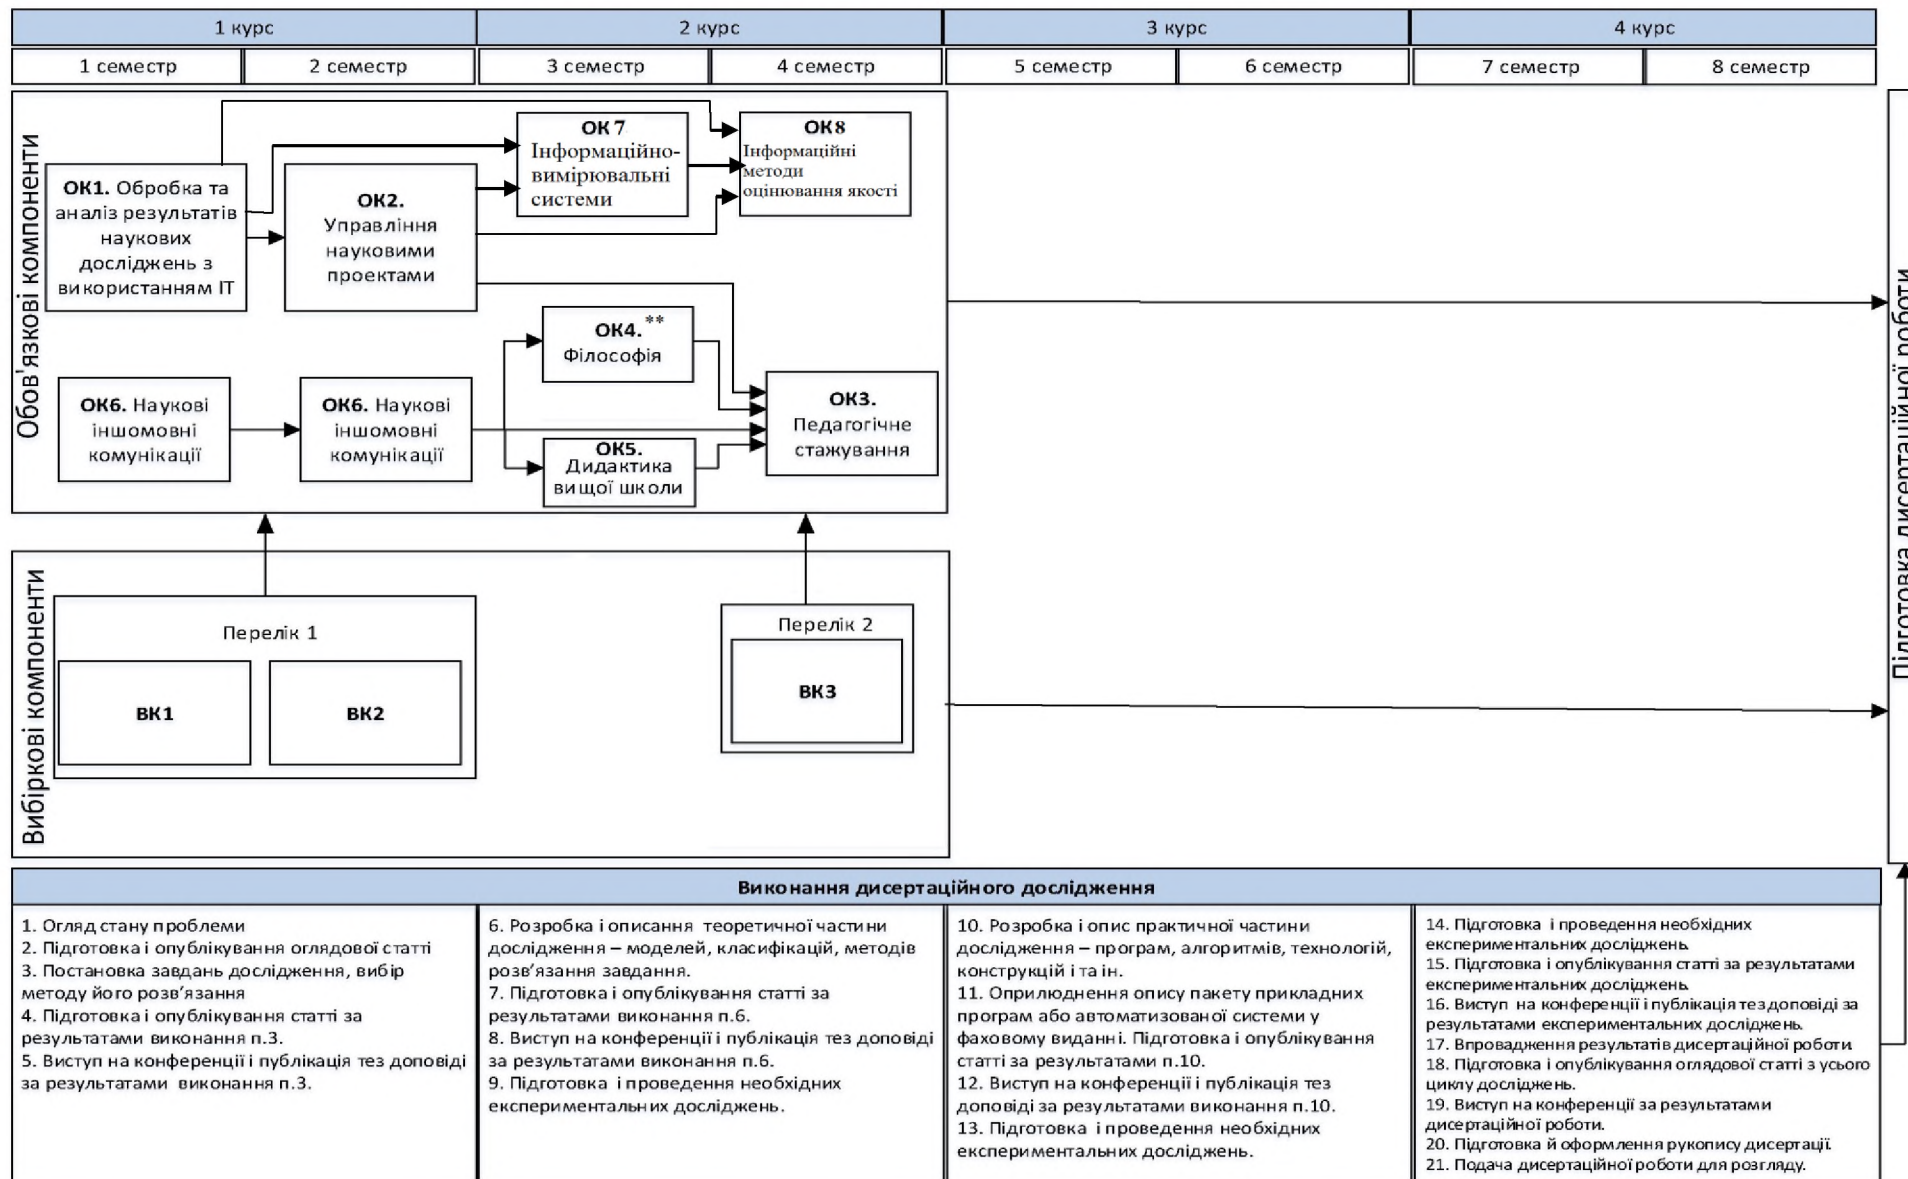 1 курс
2 курс
3 курс
4 курс
1 семестр
2 семестр
3 семестр
4 семестр
5 семестр
6 семестр
7 семестр
8 семестр
Обов'язкові компоненти
ОК1. Обробка та
аналіз результатів
наукових
досліджень з
використанням ІТ
ОК2.
Управління
науковими
проектами
ОК 7
Інформаційно-
вимірювальні
системи
ОК8
Інформаційні
методи
оцінювання якості
ОК6. Наукові
іншомовні
комунікації
ОК6. Наукові
іншомовні
комунікації
ОК4. **
Філософія
ОК5.
Дидактика
вищої школи
ОК3.
Педагогічне
стажування
Підготовка дисертаційної роботи
Вибіркові компоненти
Перелік 1
ВК1
ВК2
Перелік 2
ВК3
Виконання дисертаційного дослідження
1. Огляд стану проблеми
2. Підготовка і опублікування оглядової статті
3. Постановка завдань дослідження, вибір
методу його розв’язання
4. Підготовка і опублікування статті за
результатами виконання п.3.
5. Виступ на конференції і публікація тез доповіді
за результатами виконання п.3.
6. Розробка і описання теоретичної частини
дослідження – моделей, класифікацій, методів
розв’язання завдання.
7. Підготовка і опублікування статті за
результатами виконання п.6.
8. Виступ на конференції і публікація тез доповіді
за результатами виконання п.6.
9. Підготовка і проведення необхідних
експериментальних досліджень.
10. Розробка і опис практичної частини
дослідження – програм, алгоритмів, технологій,
конструкцій і та ін.
11. Оприлюднення опису пакету прикладних
програм або автоматизованої системи у
фаховому виданні. Підготовка і опублікування
статті за результатами п.10.
12. Виступ на конференції і публікація тез
доповіді за результатами виконання п.10.
13. Підготовка і проведення необхідних
експериментальних досліджень.
14. Підготовка і проведення необхідних
експериментальних досліджень.
15. Підготовка і опублікування статті за результатами
експериментальних досліджень.
16. Виступ на конференції і публікація тез доповіді за
результатами експериментальних досліджень.
17. Впровадження результатів дисертаційної роботи.
18. Підготовка і опублікування оглядової статті з усього
циклу досліджень.
19. Виступ на конференції за результатами
дисертаційної роботи.
20. Підготовка й оформлення рукопису дисертації.
21. Подача дисертаційної роботи для розгляду.